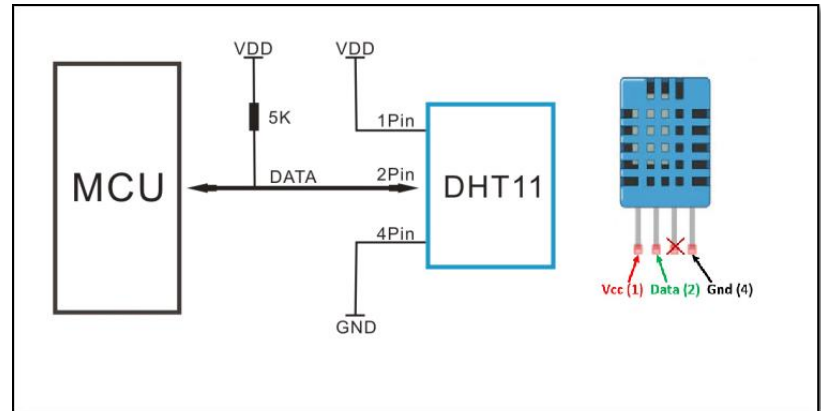 VDD
VDD
5K
1Pin
MCU
DATA
2Pin
DHT11
4Pin
GND
Vcc (1) Data (2) Gnd (4)